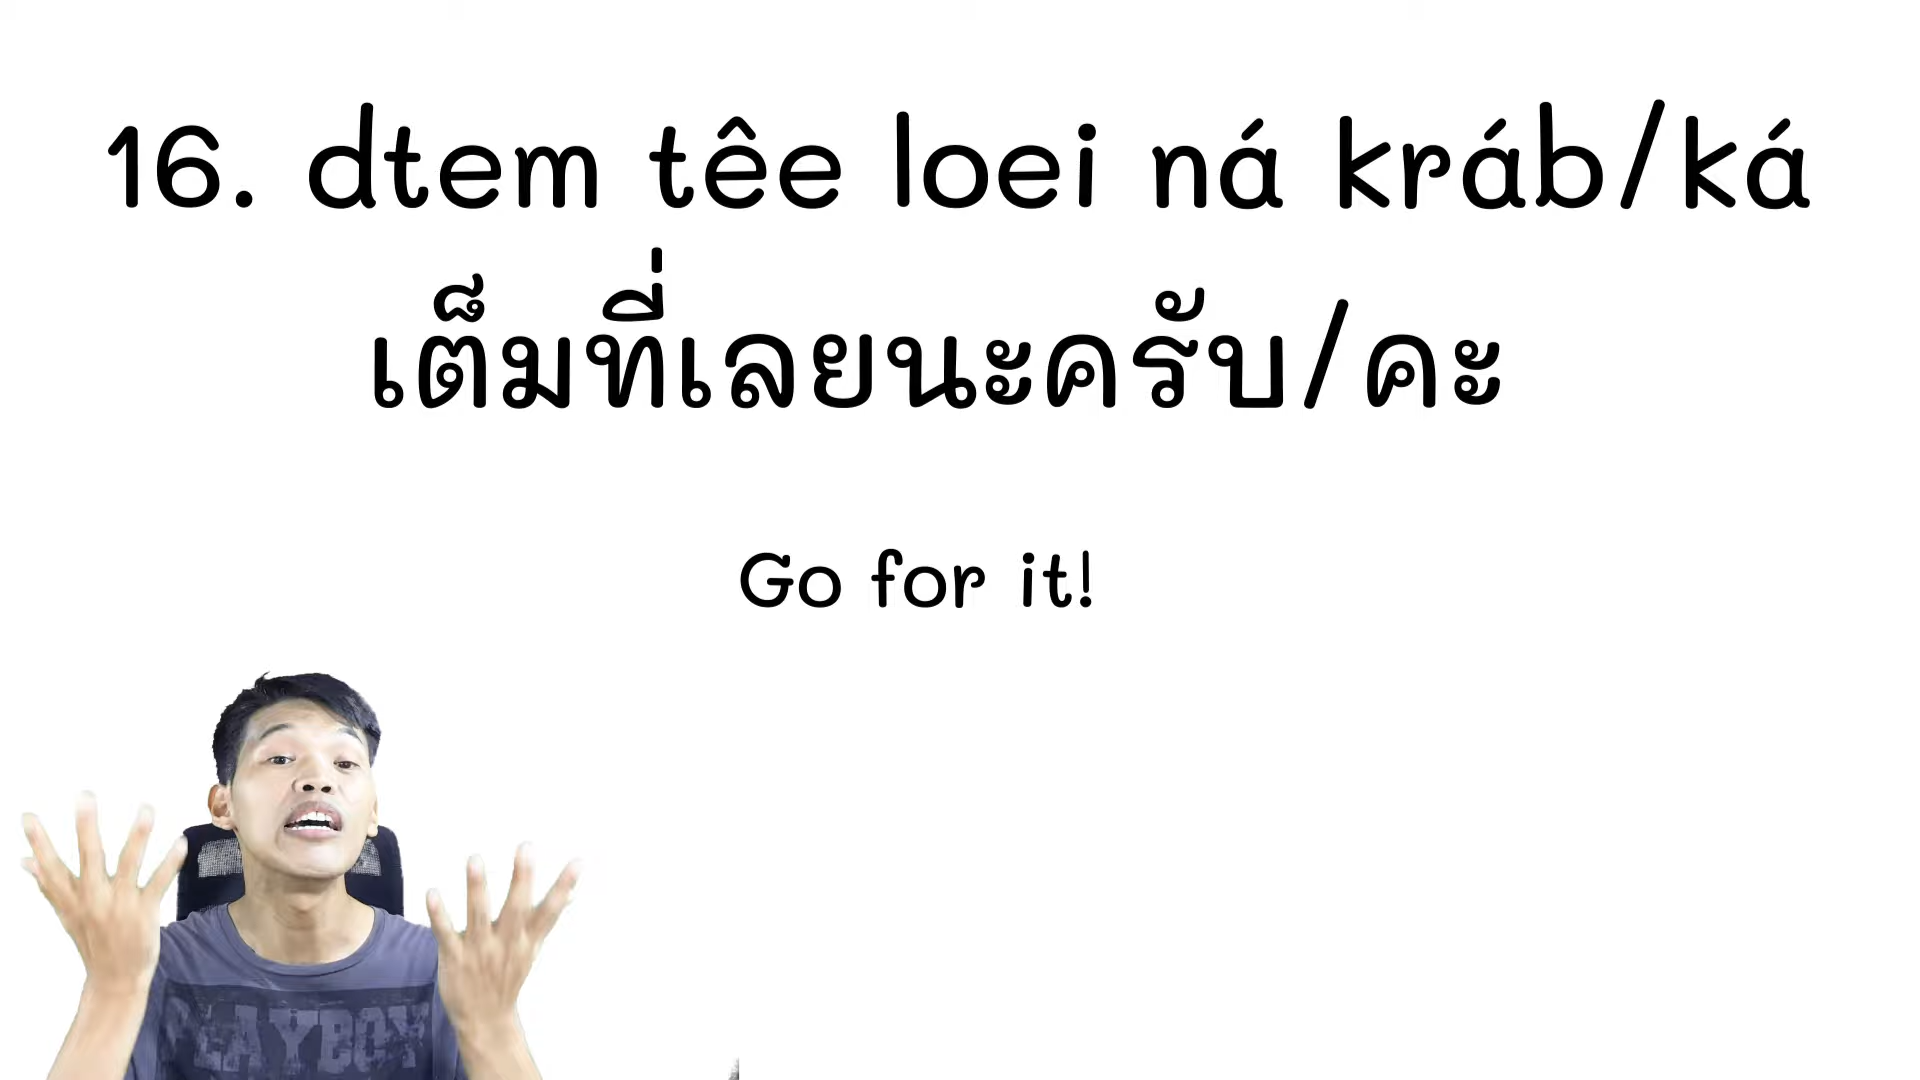 16. dtem têe loei ná kráb/ká
เต็มที่เลยนะครับ/คะ
Go for it!
PLAYBOY